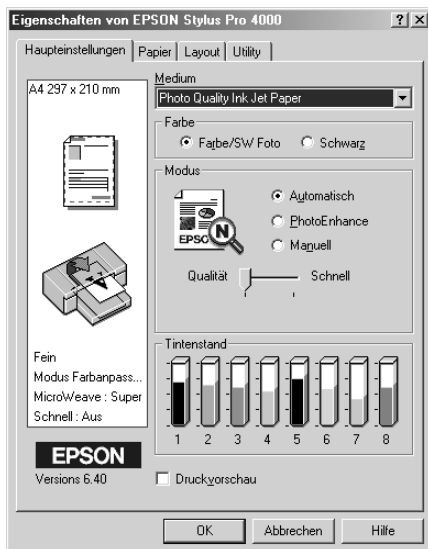 Eigenschaften von EPSON Stylus Pro 4000
Haupteinstellungen Papier Layout Utility
A4 297 x 210 mm
Medium
Photo Quality Ink Jet Paper
Farbe
Farbe/SW Foto Schwarz
Modus
Automatisch
PhotoEnhance
Manuell
EPSO
N
Qualität Schnell
Fein
Modus Farbanpass...
MicroWeave : Super
Schnell : Aus
Tintenstand
1 2 3 4 5 6 7 8
EPSON
Versions 6.40
Druckvorschau
OK Abbrechen Hilfe